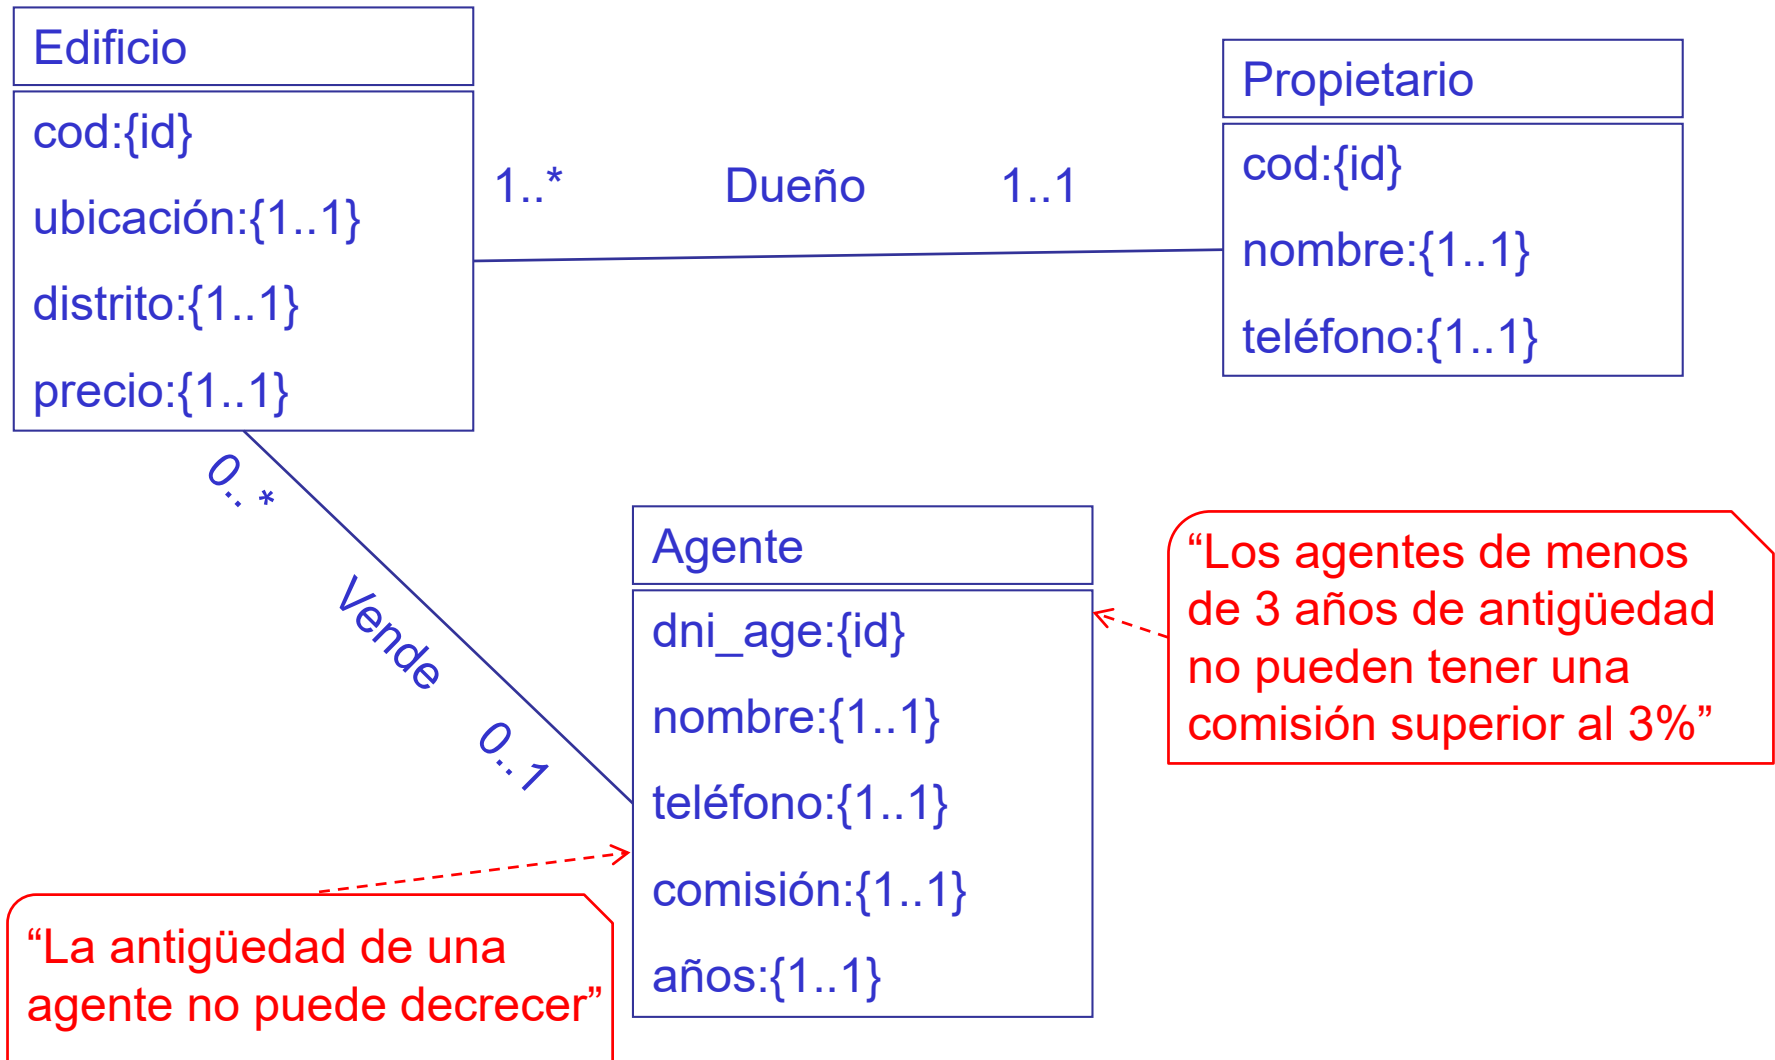 Edificio
cod:{id}
ubicación:{1..1}
distrito:{1..1}
precio:{1..1}
1..*
Dueño
1..1
Propietario
cod:{id}
nombre:{1..1}
teléfono:{1..1}
0..*
Vende
0..1
Agente
dni_age:{id}
nombre:{1..1}
teléfono:{1..1}
comisión:{1..1}
años:{1..1}
“Los agentes de menos
de 3 años de antigüedad
no pueden tener una
comisión superior al 3%”
“La antigüedad de una
agente no puede decrecer”